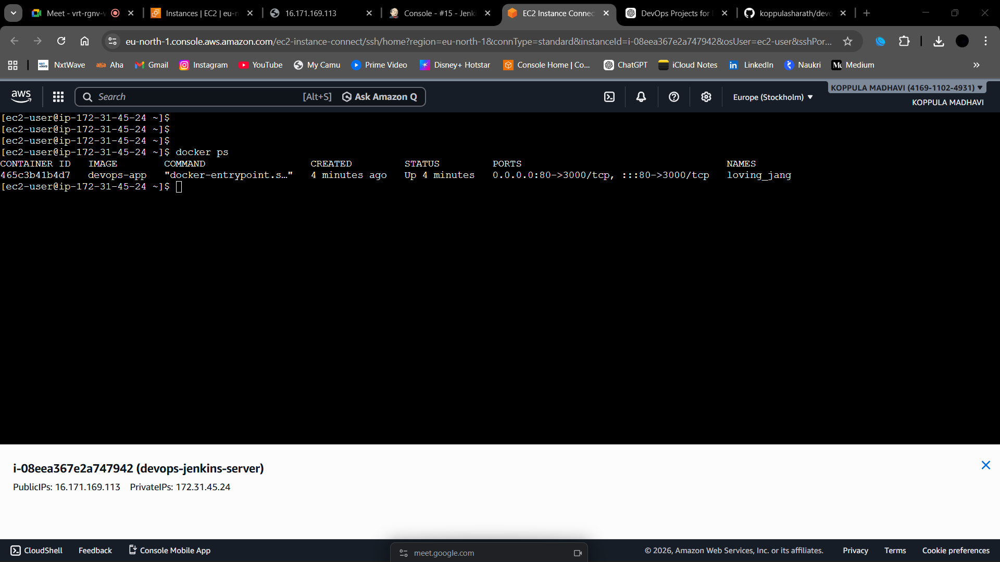 Meet - vrt-rgnv-v
Instances | EC2 | eu-n
16.171.169.113
Console - #15 - Jenki
EC2 Instance Connec
DevOps Projects for
koppulasharath/devo
eu-north-1.console.aws.amazon.com/ec2-instance-connect/ssh/home?region=eu-north-1&connType=standard&instanceId=i-08eea367e2a747942&osUser=ec2-user&sshPor...
NxtWave
Aha
Gmail
Instagram
YouTube
My Camu
Prime Video
Disney+ Hotstar
Console Home | Co...
ChatGPT
iCloud Notes
LinkedIn
Naukri
Medium
aws
Search [Alt+S]
Ask Amazon Q
Europe (Stockholm)
KOPPULA MADHAVI (4169-1102-4931)
KOPPULA MADHAVI
[ec2-user@ip-172-31-45-24 ~]$
[ec2-user@ip-172-31-45-24 ~]$
[ec2-user@ip-172-31-45-24 ~]$
[ec2-user@ip-172-31-45-24 ~]$ docker ps
CONTAINER ID IMAGE COMMAND CREATED STATUS PORTS NAMES
465c3b41b4d7 devops-app "docker-entrypoint.s…" 4 minutes ago Up 4 minutes 0.0.0.0:80->3000/tcp, :::80->3000/tcp loving_jang
[ec2-user@ip-172-31-45-24 ~]$
i-08eea367e2a747942 (devops-jenkins-server)
PublicIPs: 16.171.169.113 PrivateIPs: 172.31.45.24
CloudShell Feedback Console Mobile App
meet.google.com
© 2026, Amazon Web Services, Inc. or its affiliates. Privacy Terms Cookie preferences